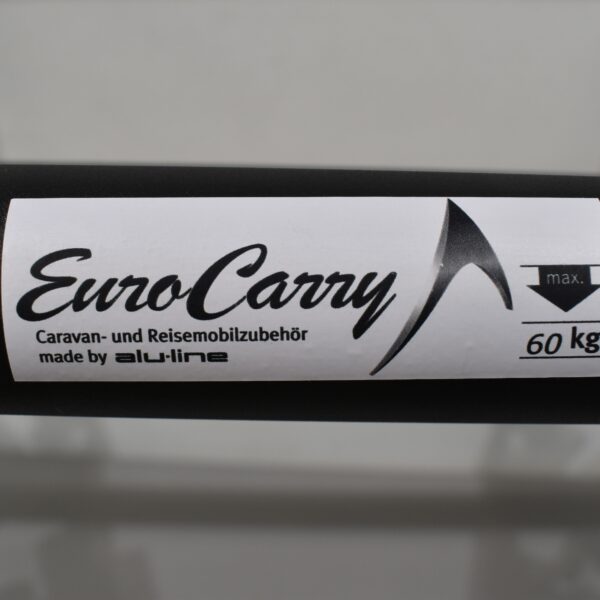 EuroCarry
Caravan- und Reisemobilzubehör
made by alu-line
max.
60 kg